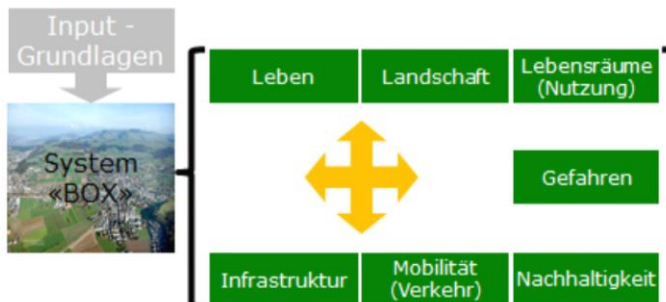 Input -
Grundlagen
System
«BOX»
Leben
Landschaft
Lebensräume
(Nutzung)
Gefahren
Infrastruktur
Mobilität
(Verkehr)
Nachhaltigkeit